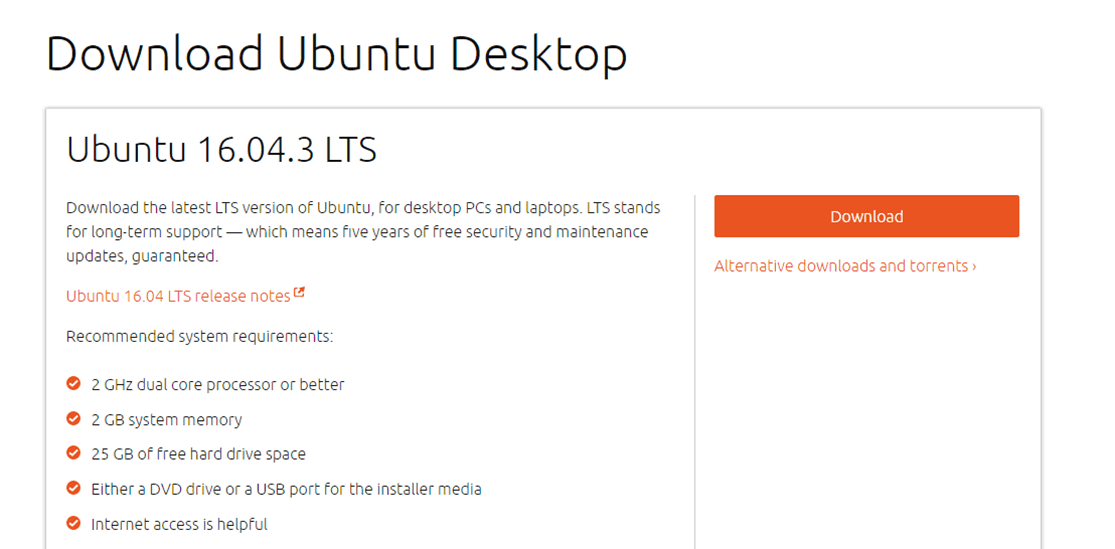 Download Ubuntu Desktop
Ubuntu 16.04.3 LTS
Download the latest LTS version of Ubuntu, for desktop PCs and laptops. LTS stands
for long-term support — which means five years of free security and maintenance
updates, guaranteed.
Ubuntu 16.04 LTS release notes
Recommended system requirements:
2 GHz dual core processor or better
2 GB system memory
25 GB of free hard drive space
Either a DVD drive or a USB port for the installer media
Internet access is helpful
Download
Alternative downloads and torrents ›